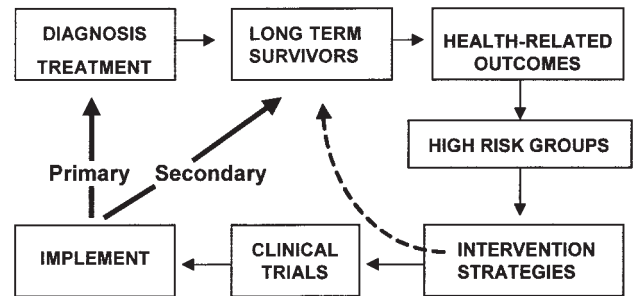 DIAGNOSIS
TREATMENT
LONG TERM
SURVIVORS
HEALTH-RELATED
OUTCOMES
HIGH RISK GROUPS
Primary
Secondary
IMPLEMENT
CLINICAL
TRIALS
INTERVENTION
STRATEGIES